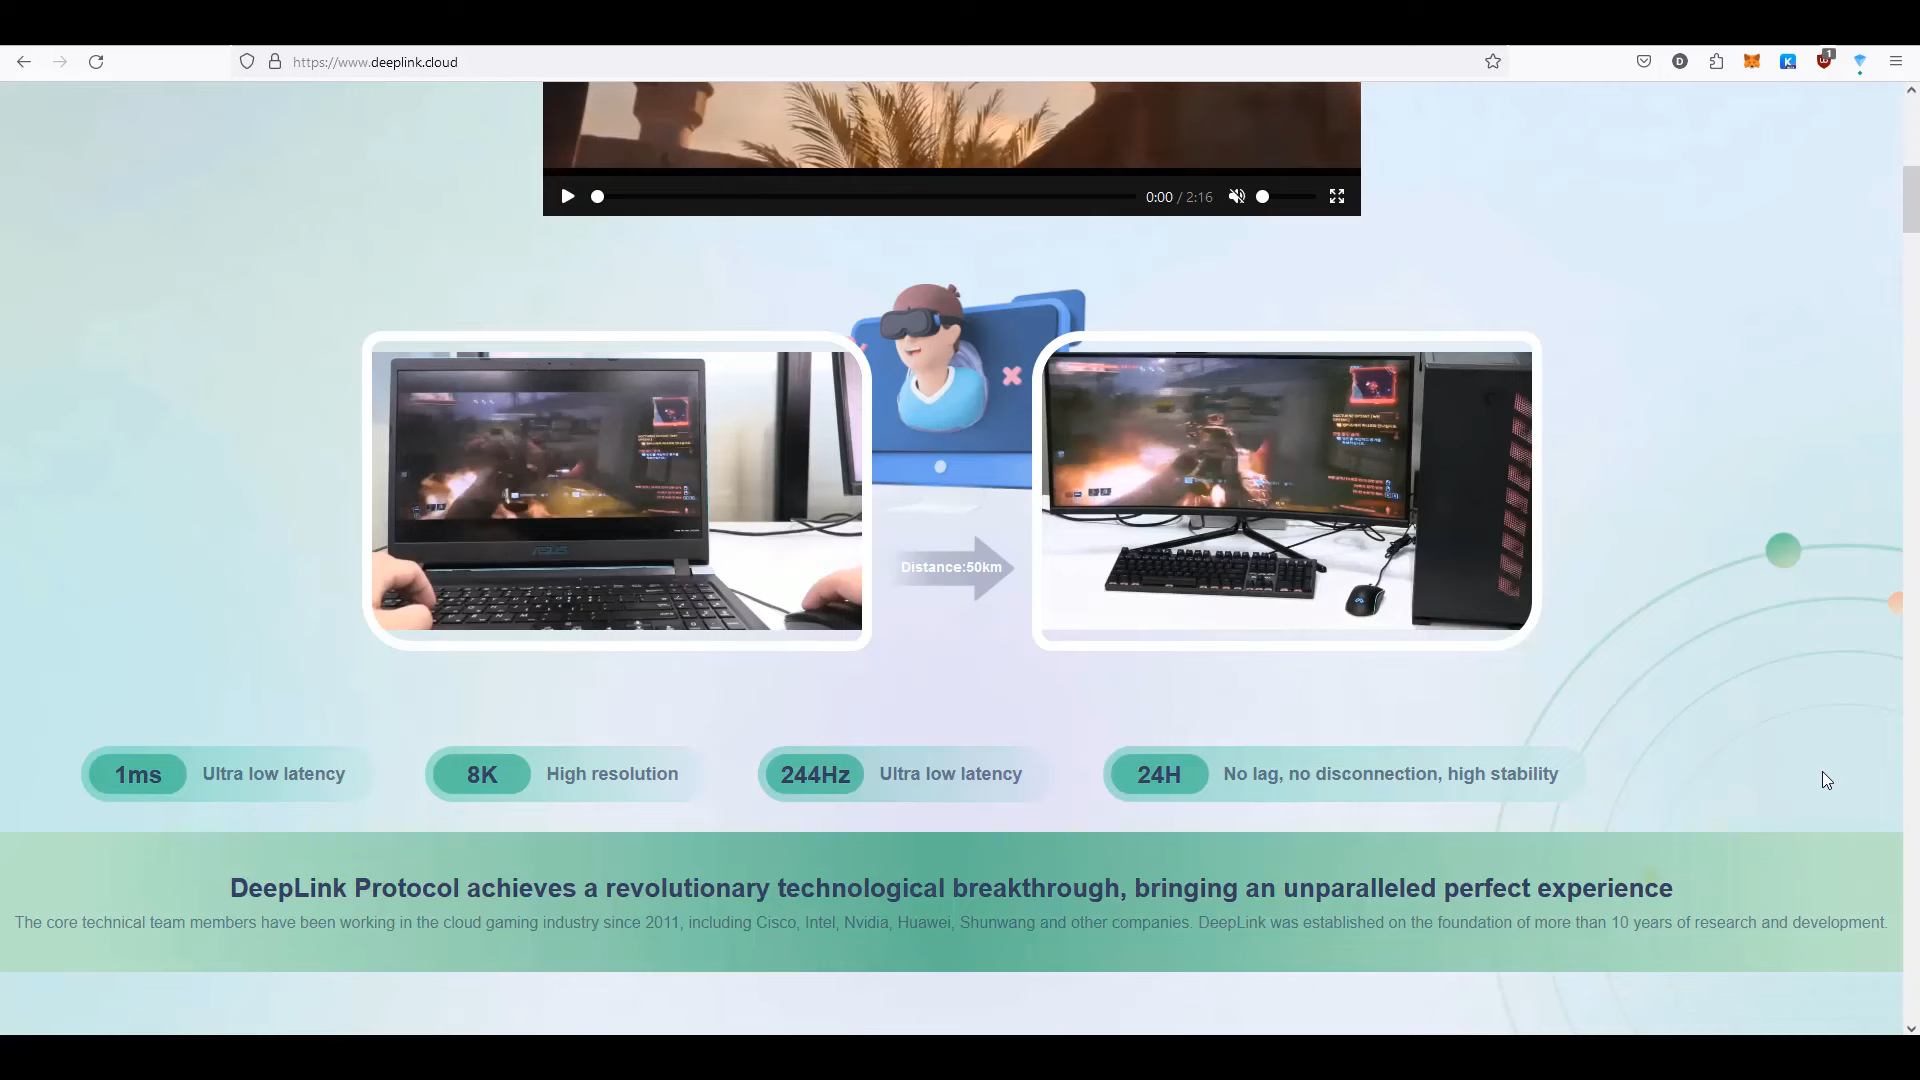 https://www.deeplink.cloud
D
K
1
0:00 / 2:16
ASUS
Distance:50km
1ms Ultra low latency
8K High resolution
244Hz Ultra low latency
24H No lag, no disconnection, high stability
DeepLink Protocol achieves a revolutionary technological breakthrough, bringing an unparalleled perfect experience
The core technical team members have been working in the cloud gaming industry since 2011, including Cisco, Intel, Nvidia, Huawei, Shunwang and other companies. DeepLink was established on the foundation of more than 10 years of research and development.